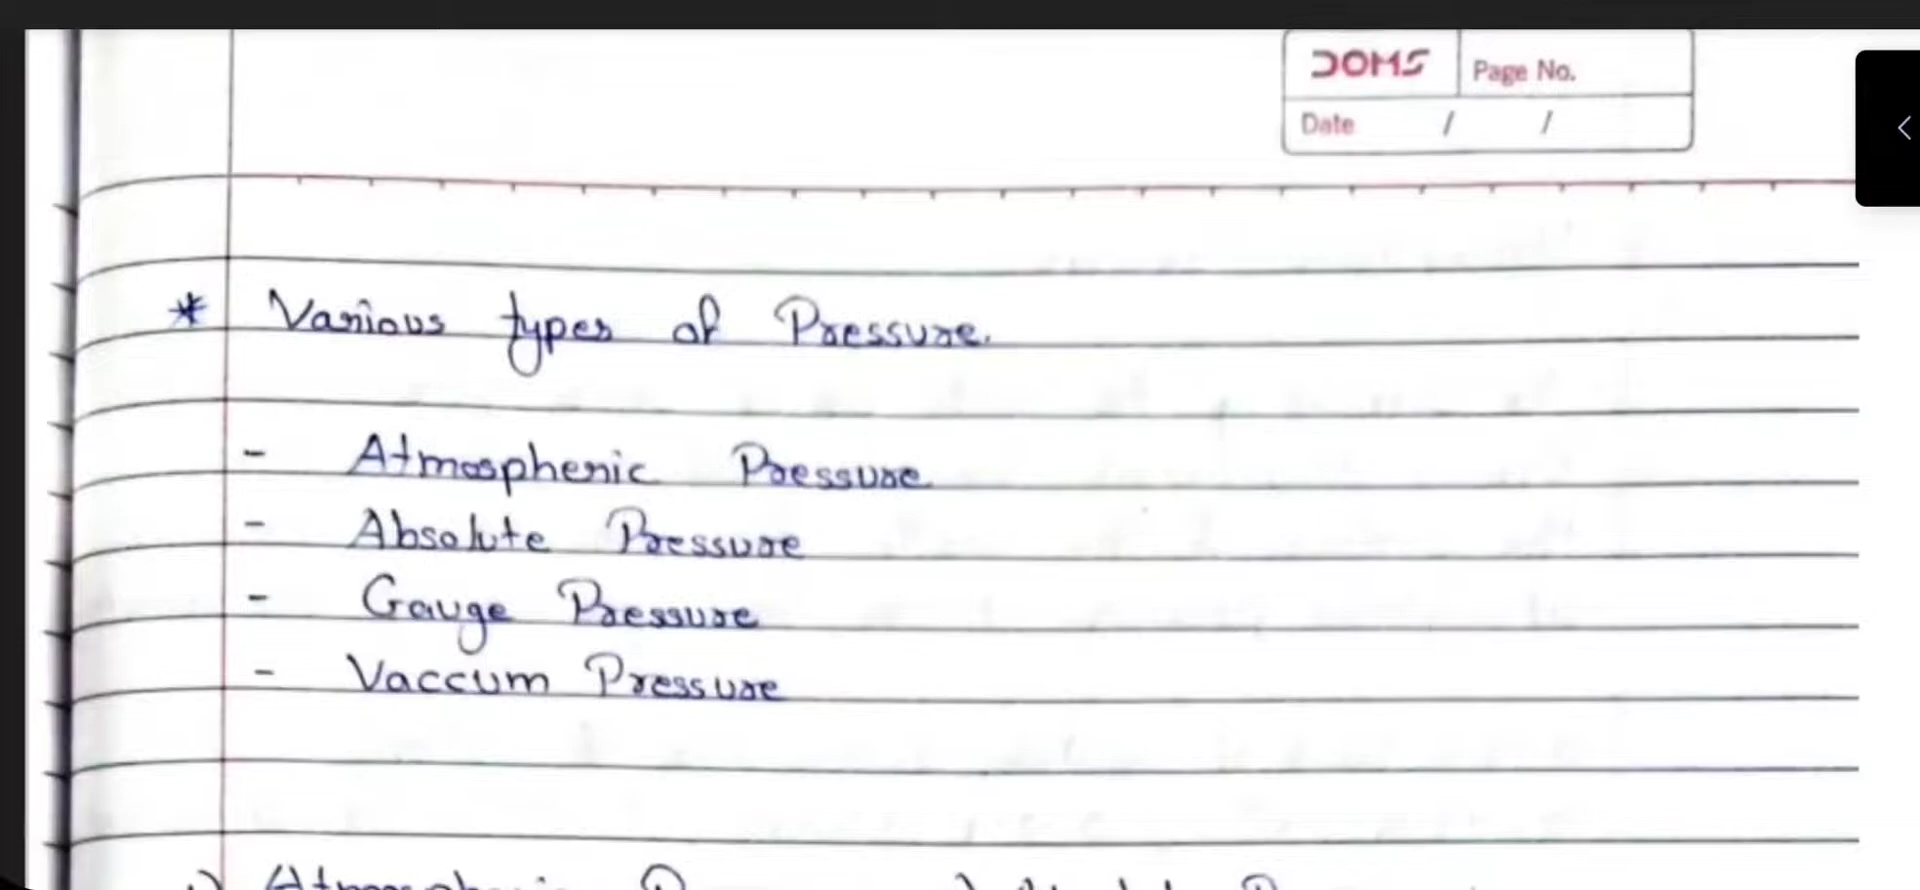 DOMS Page No.
Date / /
* Various types of Pressure.
- Atmospheric Pressure
- Absolute Pressure
- Gauge Pressure
- Vaccum Pressure